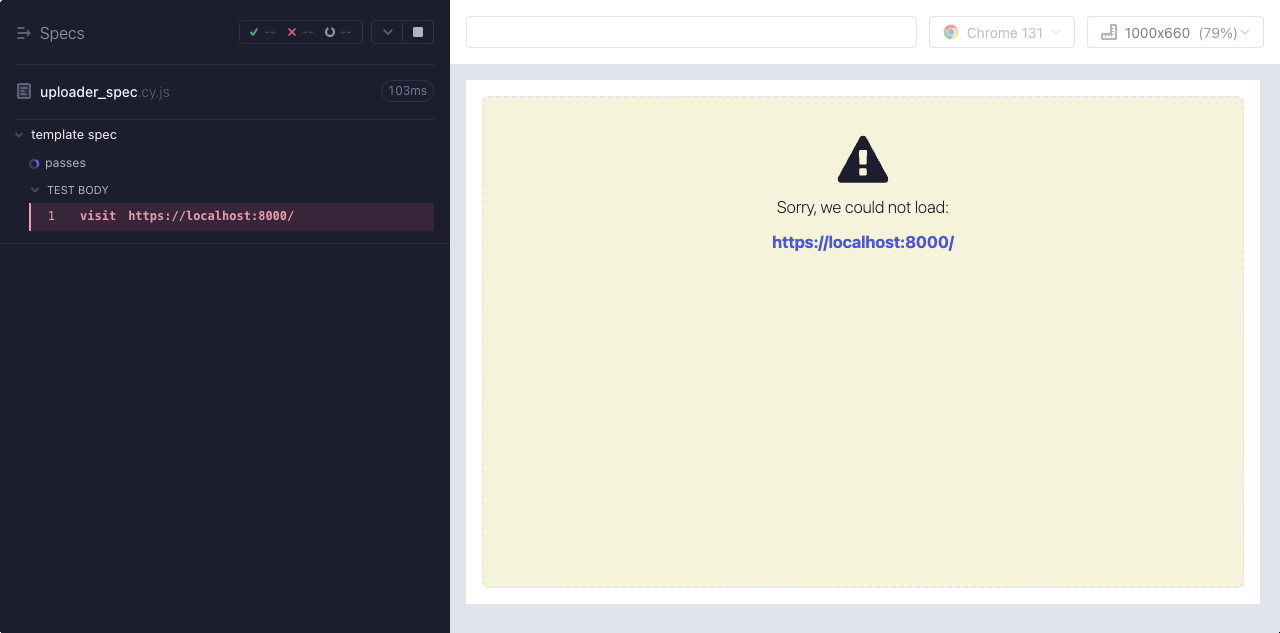 Specs
-- -- --
uploader_spec.cy.js
103ms
template spec
passes
TEST BODY
1 visit https://localhost:8000/
Chrome 131
1000x660 (79%)
Sorry, we could not load:
https://localhost:8000/